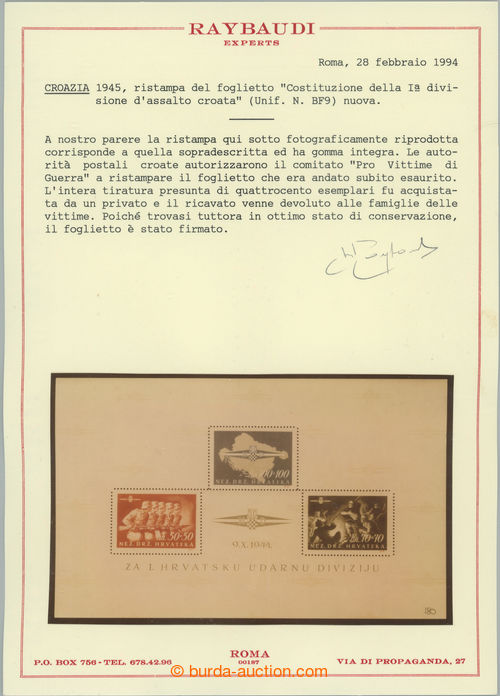 RAYBAUDI
EXPERTS
Roma, 28 febbraio 1994
CROAZIA 1945, ristampa del foglietto "Costituzione della Iª divi-
sione d'assalto croata" (Unif. N. BF9) nuova.
A nostro parere la ristampa qui sotto fotograficamente riprodotta
corrisponde a quella sopradescritta ed ha gomma integra. Le auto-
rità postali croate autorizzarono il comitato "Pro Vittime di
Guerra" a ristampare il foglietto che era andato subito esaurito.
L'intera tiratura presunta di quattrocento esemplari fu acquista-
ta da un privato e il ricavato venne devoluto alle famiglie delle
vittime. Poiché trovasi tuttora in ottimo stato di conservazione,
il foglietto è stato firmato.
NEZ. DRŽ. HRVATSKA
50+50
NEZ. DRŽ. HRVATSKA
9.X.1944.
NEZ. DRŽ. HRVATSKA
ZA I. HRVATSKU UDARNU DIVIZIJU
ROMA
00187
P.O. BOX 756 - TEL. 678.42.96
VIA DI PROPAGANDA, 27
© burda-auction.com